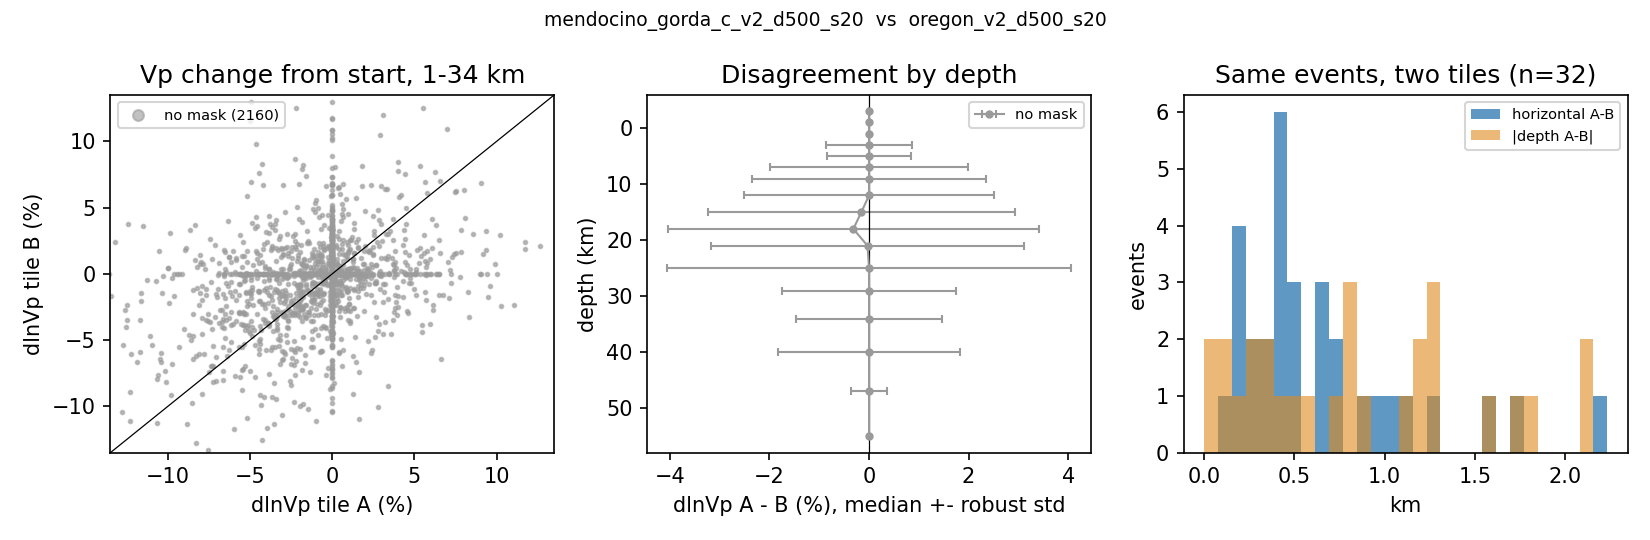 mendocino_gorda_c_v2_d500_s20  vs  oregon_v2_d500_s20
Vp change from start, 1-34 km
no mask (2160)
10
5
0
−5
−10
dlnVp tile B (%)
−10 −5 0 5 10
dlnVp tile A (%)
Disagreement by depth
no mask
0
10
20
30
40
50
depth (km)
−4 −2 0 2 4
dlnVp A - B (%), median +- robust std
Same events, two tiles (n=32)
horizontal A-B
|depth A-B|
6
5
4
3
2
1
0
events
0.0 0.5 1.0 1.5 2.0
km